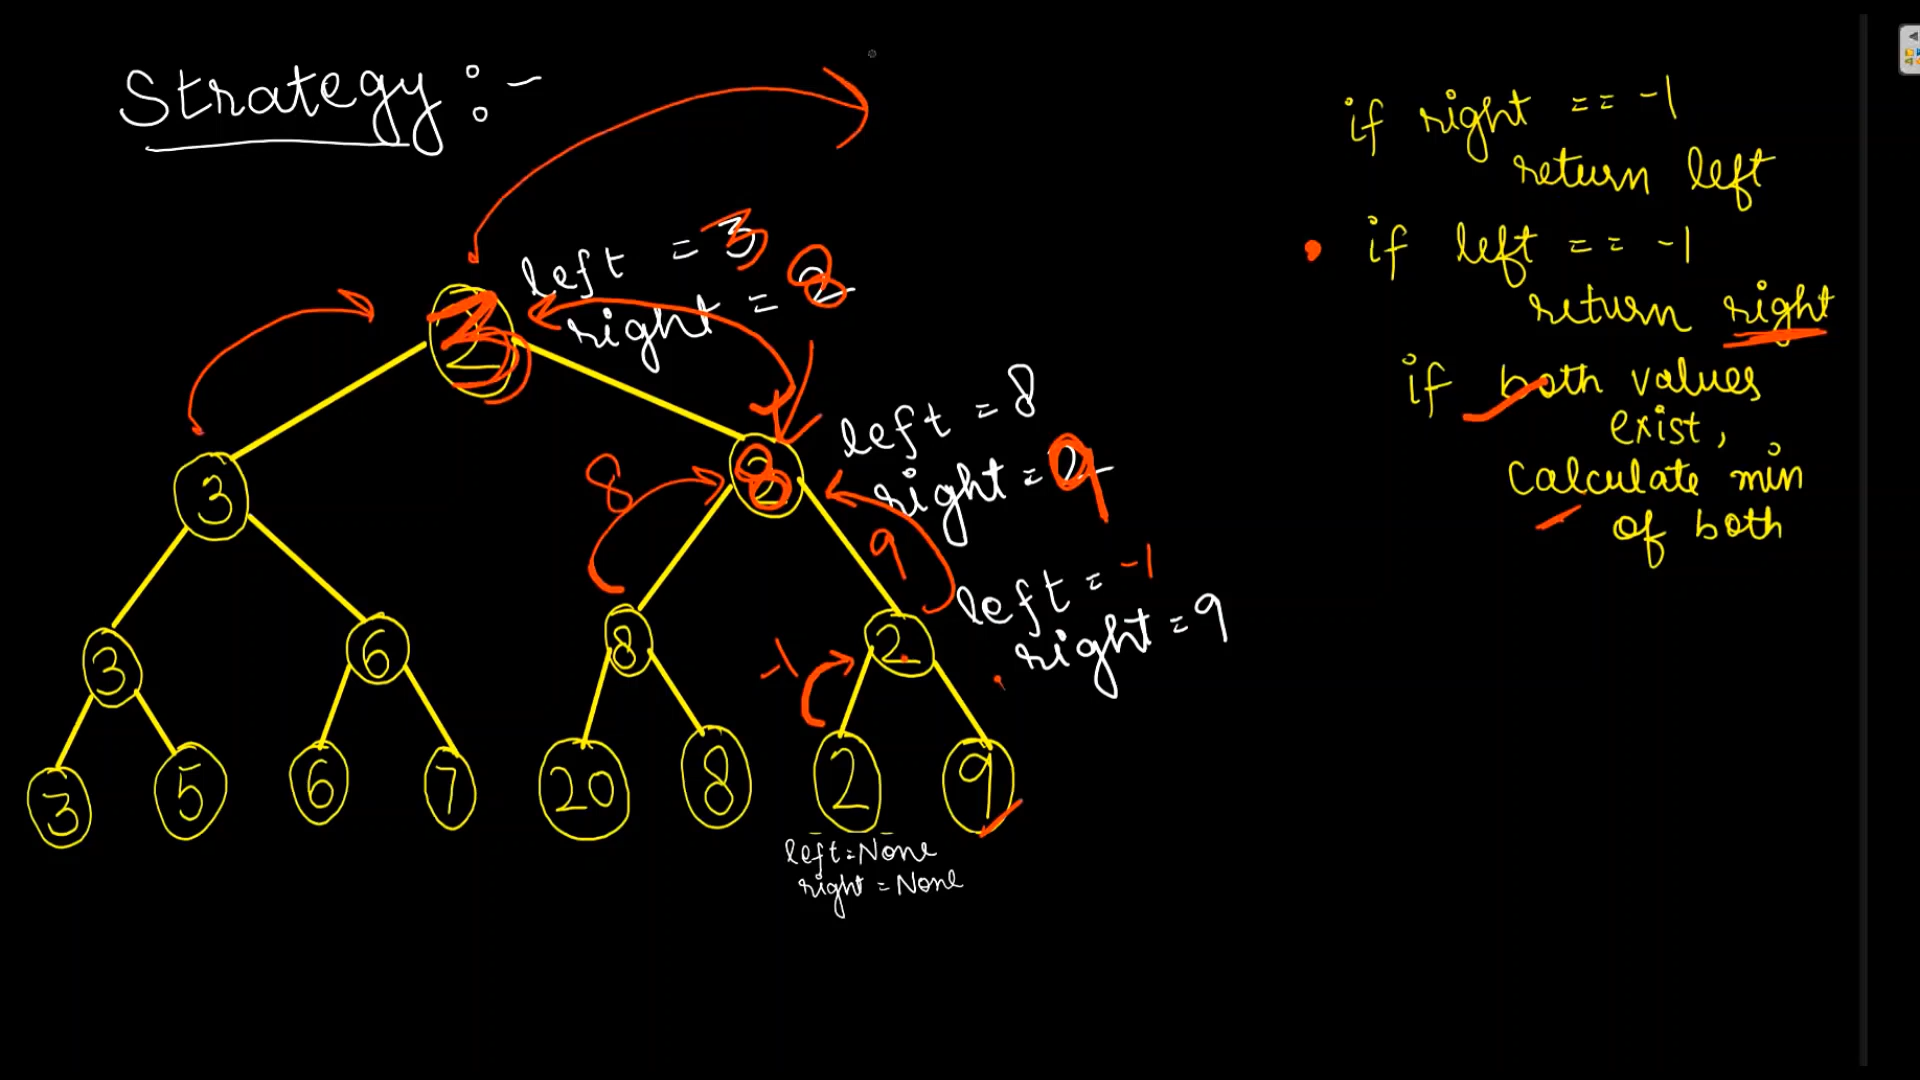 Strategy :-
if right == -1
return left
if left == -1
return right
if both values
exist,
Calculate min
of both
left = 3
right = 8
2
left = 8
right = 9
3
8
8
9
left = -1
right = 9
3
6
8
2
-1
3
5
6
7
20
8
2
9
left = None
right = None